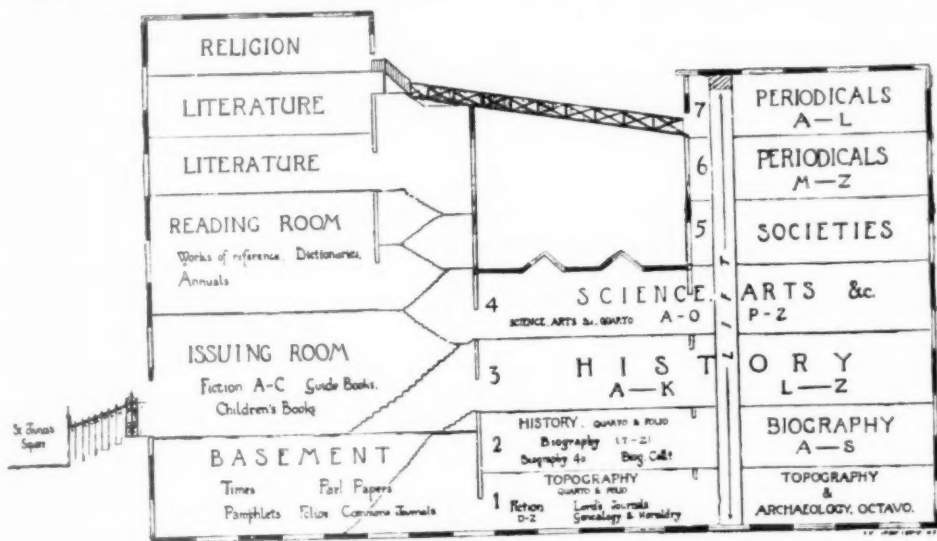 RELIGION
LITERATURE
LITERATURE
READING ROOM
Works of reference, Dictionaries,
Annuals
ISSUING ROOM
Fiction A-C Guide Books,
Children's Books
St James's
Square
BASEMENT
Times Parl Papers
Pamphlets Folios Commons Journals
7
PERIODICALS
A—L
6
PERIODICALS
M—Z
5
SOCIETIES
4
SCIENCE, ARTS &c.
SCIENCE, ARTS &c. QUARTO A-O P-Z
3
HISTORY
A—K L—Z
2
HISTORY, QUARTO & FOLIO
Biography (T-Z)
Biography 4o Biog. Collt
BIOGRAPHY
A—S
1
TOPOGRAPHY
QUARTO & FOLIO
Fiction Lord's Journals
D-Z Genealogy & Heraldry
TOPOGRAPHY
&
ARCHAEOLOGY, OCTAVO.
LIFT